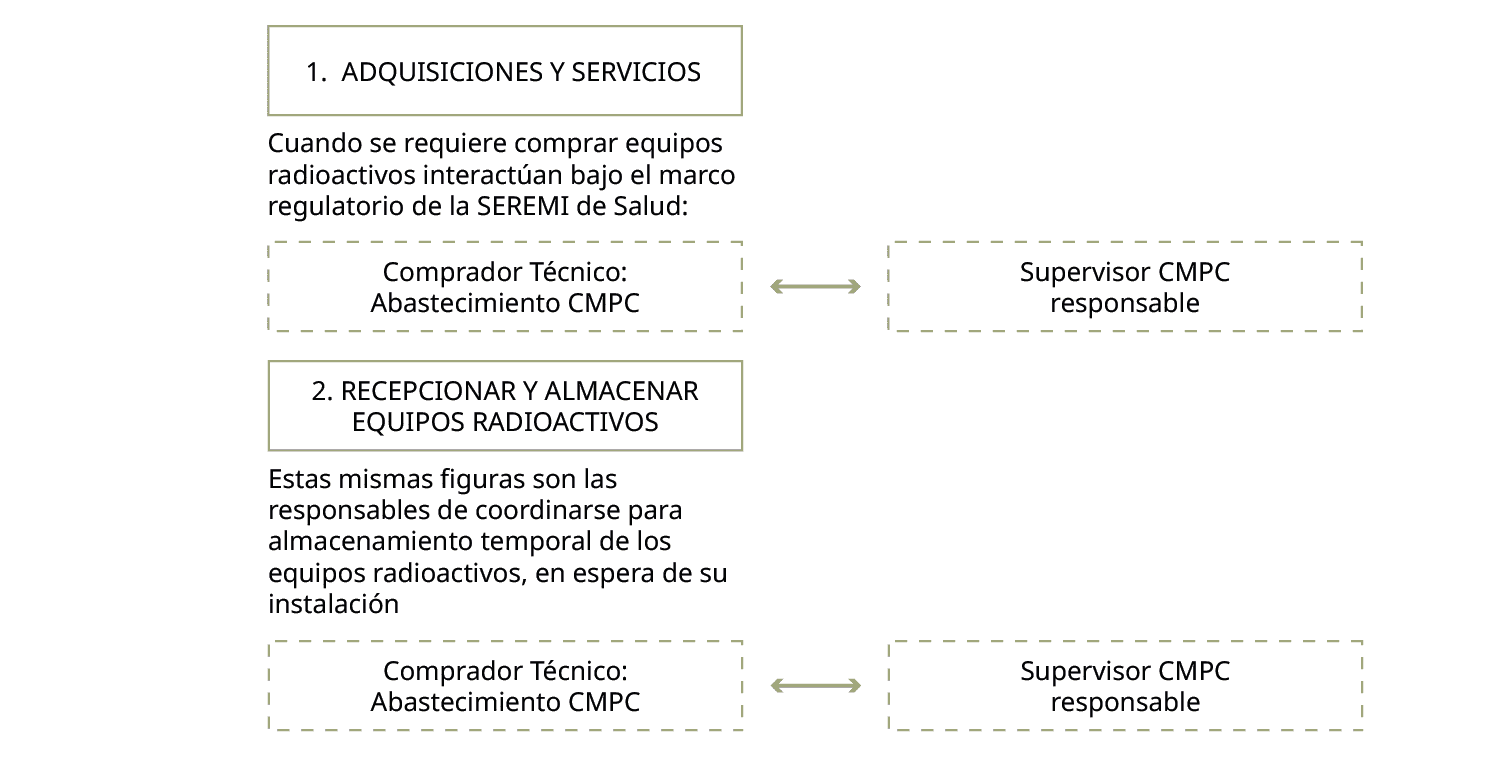 1. ADQUISICIONES Y SERVICIOS
Cuando se requiere comprar equipos
radioactivos interactúan bajo el marco
regulatorio de la SEREMI de Salud:
Comprador Técnico:
Abastecimiento CMPC
Supervisor CMPC
responsable
2. RECEPCIONAR Y ALMACENAR
EQUIPOS RADIOACTIVOS
Estas mismas figuras son las
responsables de coordinarse para
almacenamiento temporal de los
equipos radioactivos, en espera de su
instalación
Comprador Técnico:
Abastecimiento CMPC
Supervisor CMPC
responsable